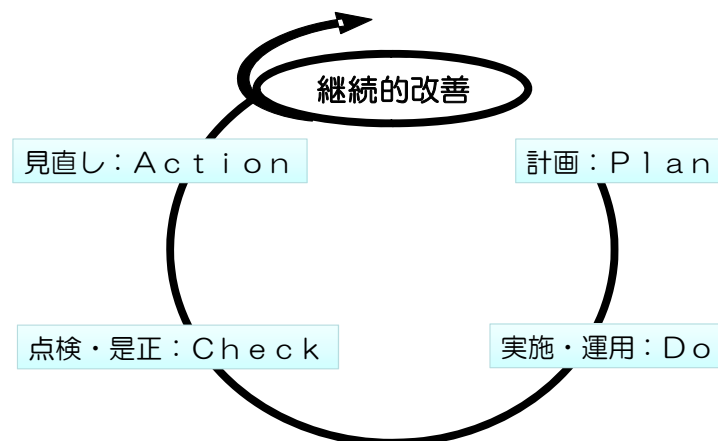 継続的改善
見直し：Ａｃｔｉｏｎ
計画：Ｐｌａｎ
点検・是正：Ｃｈｅｃｋ
実施・運用：Ｄｏ